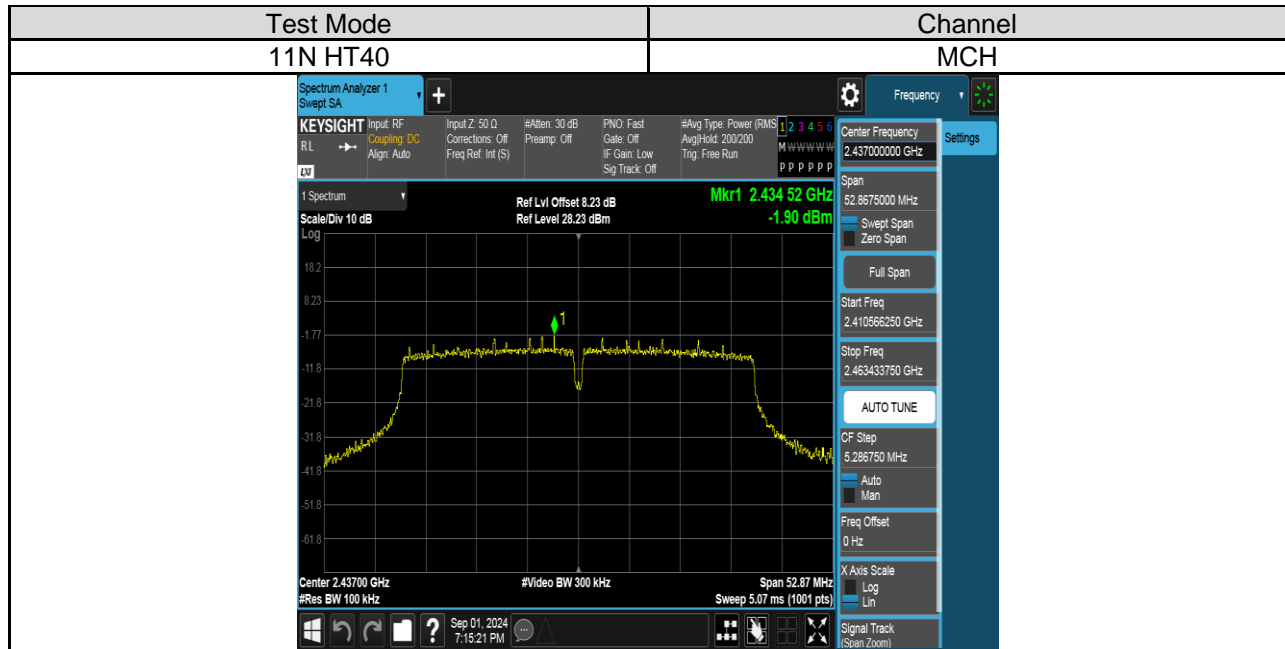 Test Mode
Channel
11N HT40
MCH
Spectrum Analyzer 1
Swept SA
+
Frequency
KEYSIGHT
RL
LXI
Input: RF
Coupling: DC
Align: Auto
Input Z: 50 Ω
Corrections: Off
Freq Ref: Int (S)
#Atten: 30 dB
Preamp: Off
PNO: Fast
Gate: Off
IF Gain: Low
Sig Track: Off
#Avg Type: Power (RMS
Avg|Hold: 200/200
Trig: Free Run
1 2 3 4 5 6
M W W W W W
P P P P P P
1 Spectrum
Scale/Div 10 dB
Log
Ref Lvl Offset 8.23 dB
Ref Level 28.23 dBm
Mkr1 2.434 52 GHz
-1.90 dBm
18.2
8.23
-1.77
-11.8
-21.8
-31.8
-41.8
-51.8
-61.8
1
Center 2.43700 GHz
#Res BW 100 kHz
#Video BW 300 kHz
Span 52.87 MHz
Sweep 5.07 ms (1001 pts)
Center Frequency
2.437000000 GHz
Settings
Span
52.8675000 MHz
Swept Span
Zero Span
Full Span
Start Freq
2.410566250 GHz
Stop Freq
2.463433750 GHz
AUTO TUNE
CF Step
5.286750 MHz
Auto
Man
Freq Offset
0 Hz
X Axis Scale
Log
Lin
Signal Track
(Span Zoom)
?
Sep 01, 2024
7:15:21 PM